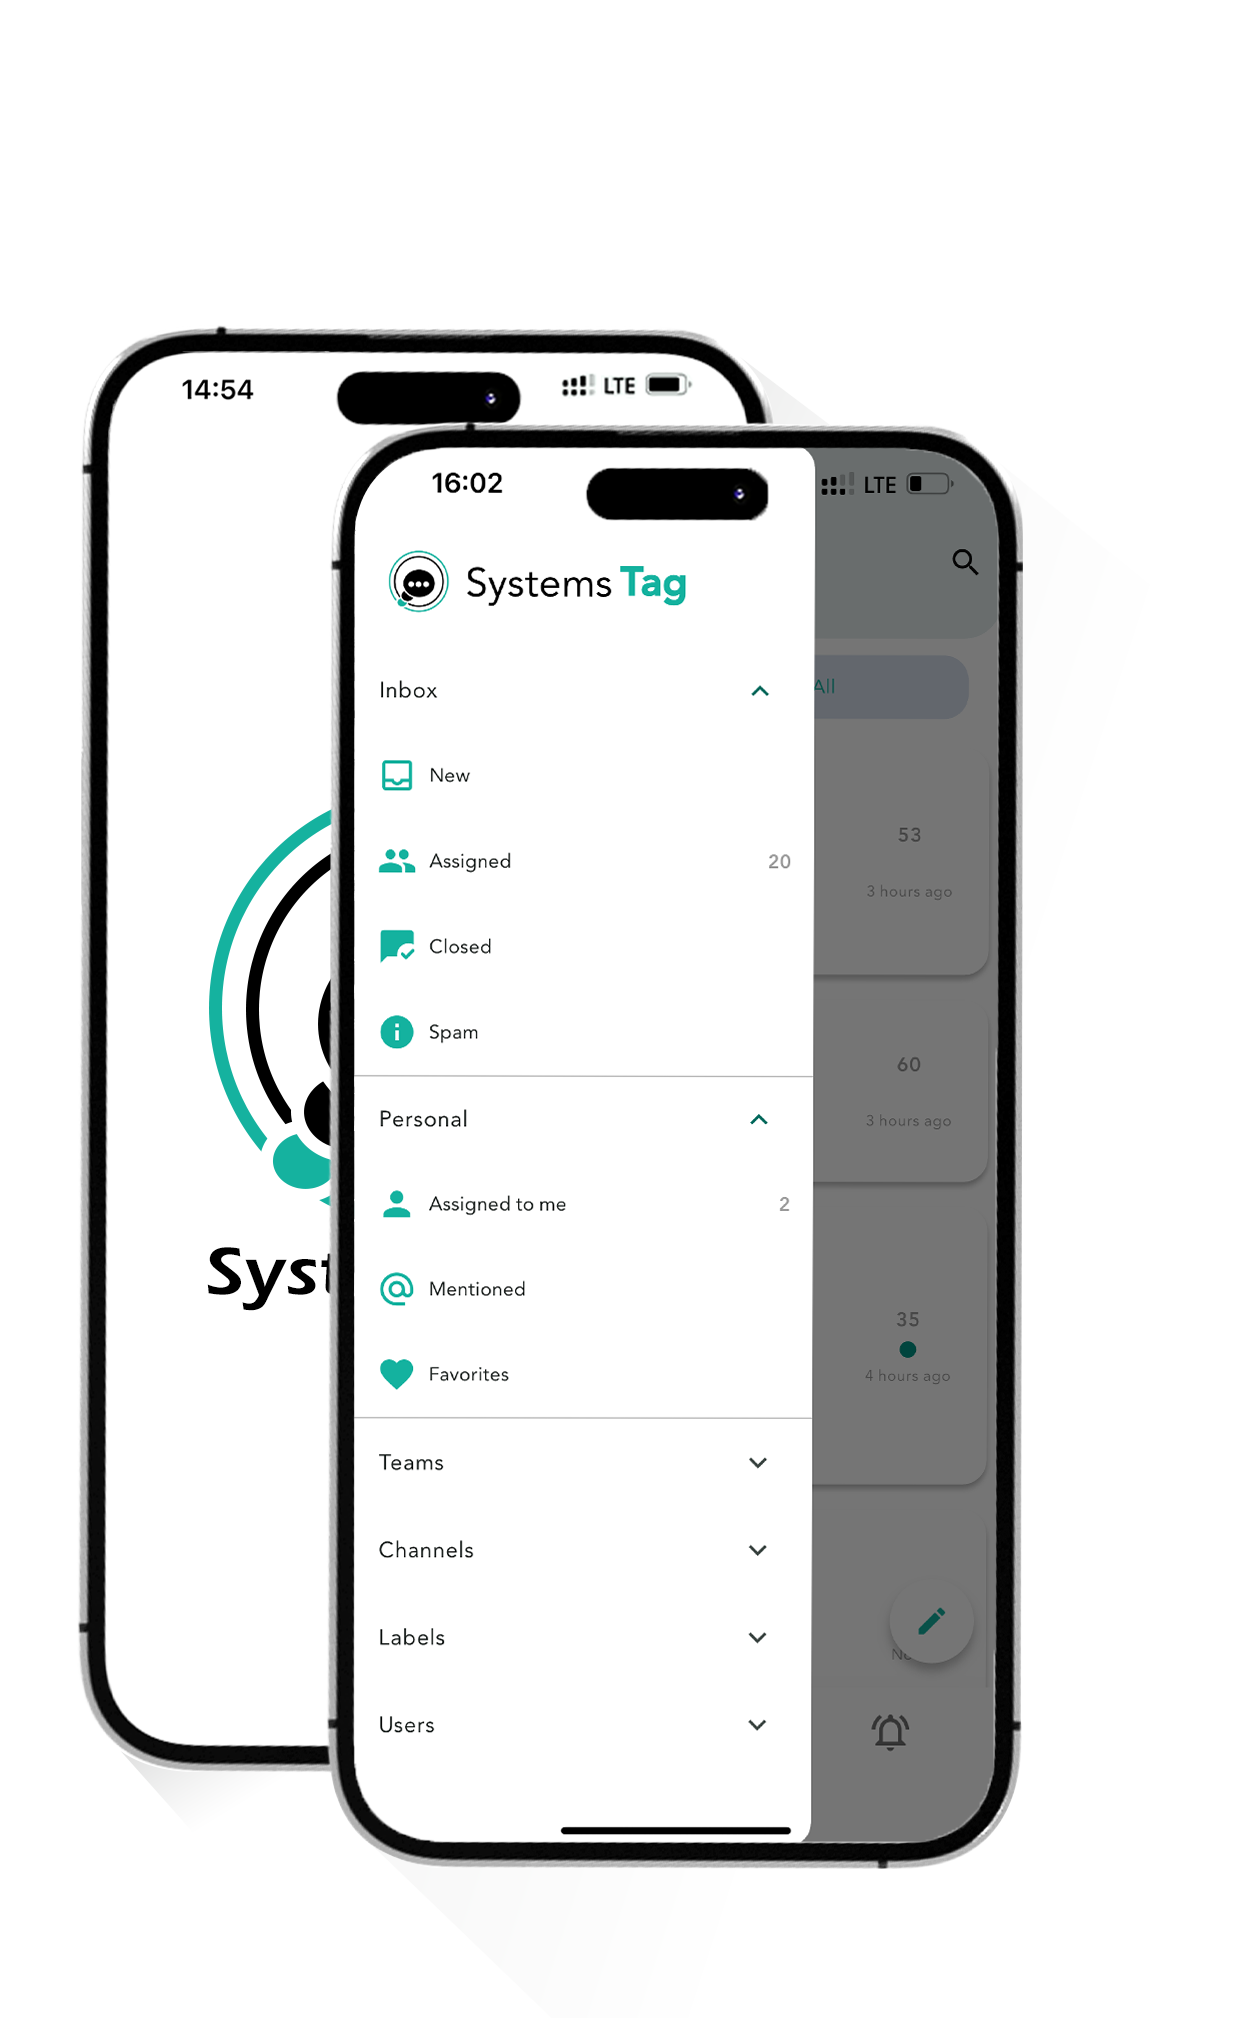 14:54
LTE
Syst
16:02
LTE
Systems Tag
All
Inbox
New
53
Assigned 20
3 hours ago
Closed
Spam
60
Personal
3 hours ago
Assigned to me 2
Mentioned
35
Favorites
4 hours ago
Teams
Channels
Labels
No
Users